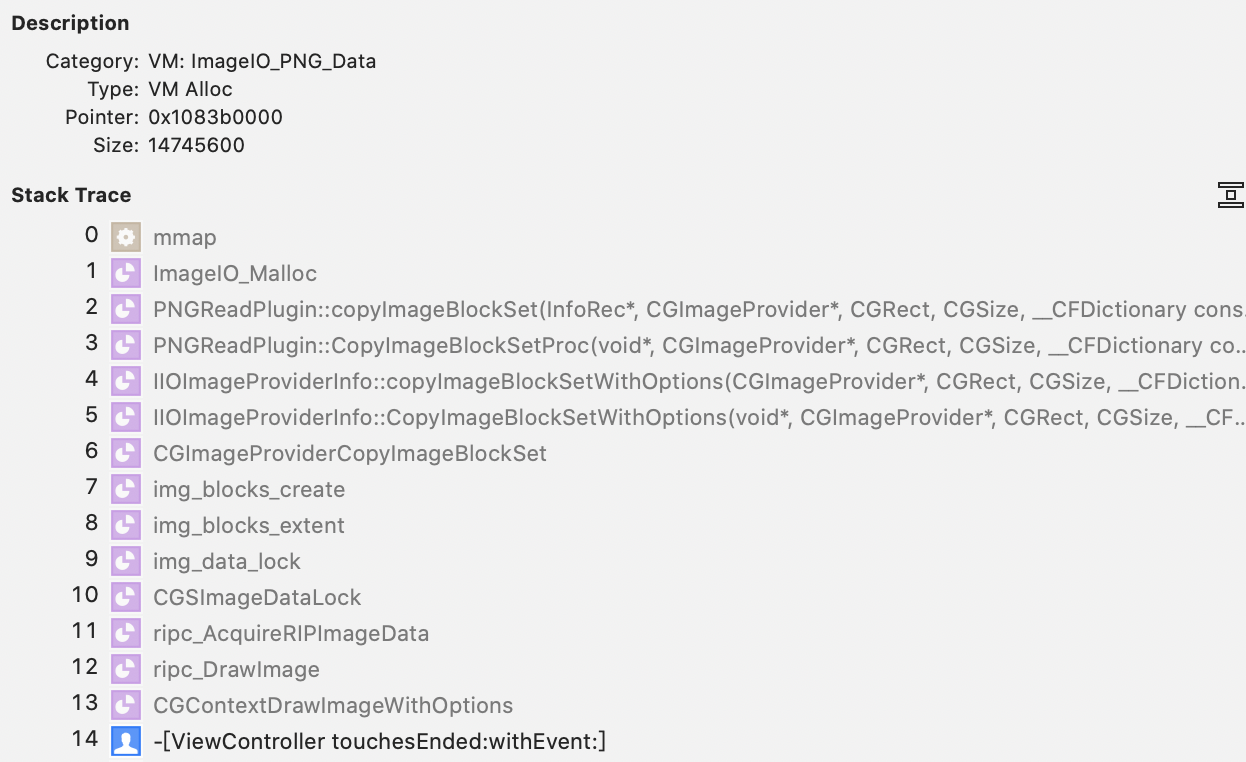 Description
Category: VM: ImageIO_PNG_Data
Type: VM Alloc
Pointer: 0x1083b0000
Size: 14745600
Stack Trace
0 mmap
1 ImageIO_Malloc
2 PNGReadPlugin::copyImageBlockSet(InfoRec*, CGImageProvider*, CGRect, CGSize, __CFDictionary cons...
3 PNGReadPlugin::CopyImageBlockSetProc(void*, CGImageProvider*, CGRect, CGSize, __CFDictionary co...
4 IIOImageProviderInfo::copyImageBlockSetWithOptions(CGImageProvider*, CGRect, CGSize, __CFDiction...
5 IIOImageProviderInfo::CopyImageBlockSetWithOptions(void*, CGImageProvider*, CGRect, CGSize, __CF...
6 CGImageProviderCopyImageBlockSet
7 img_blocks_create
8 img_blocks_extent
9 img_data_lock
10 CGSImageDataLock
11 ripc_AcquireRIPImageData
12 ripc_DrawImage
13 CGContextDrawImageWithOptions
14 -[ViewController touchesEnded:withEvent:]